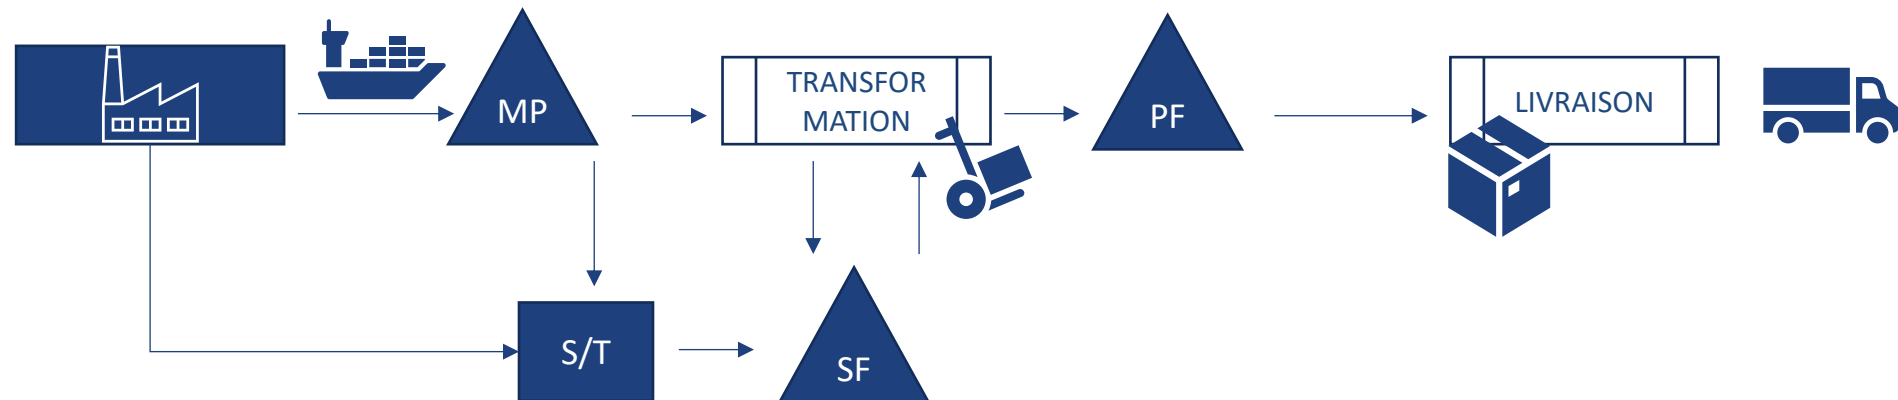 MP
TRANSFOR
MATION
PF
LIVRAISON
S/T
SF